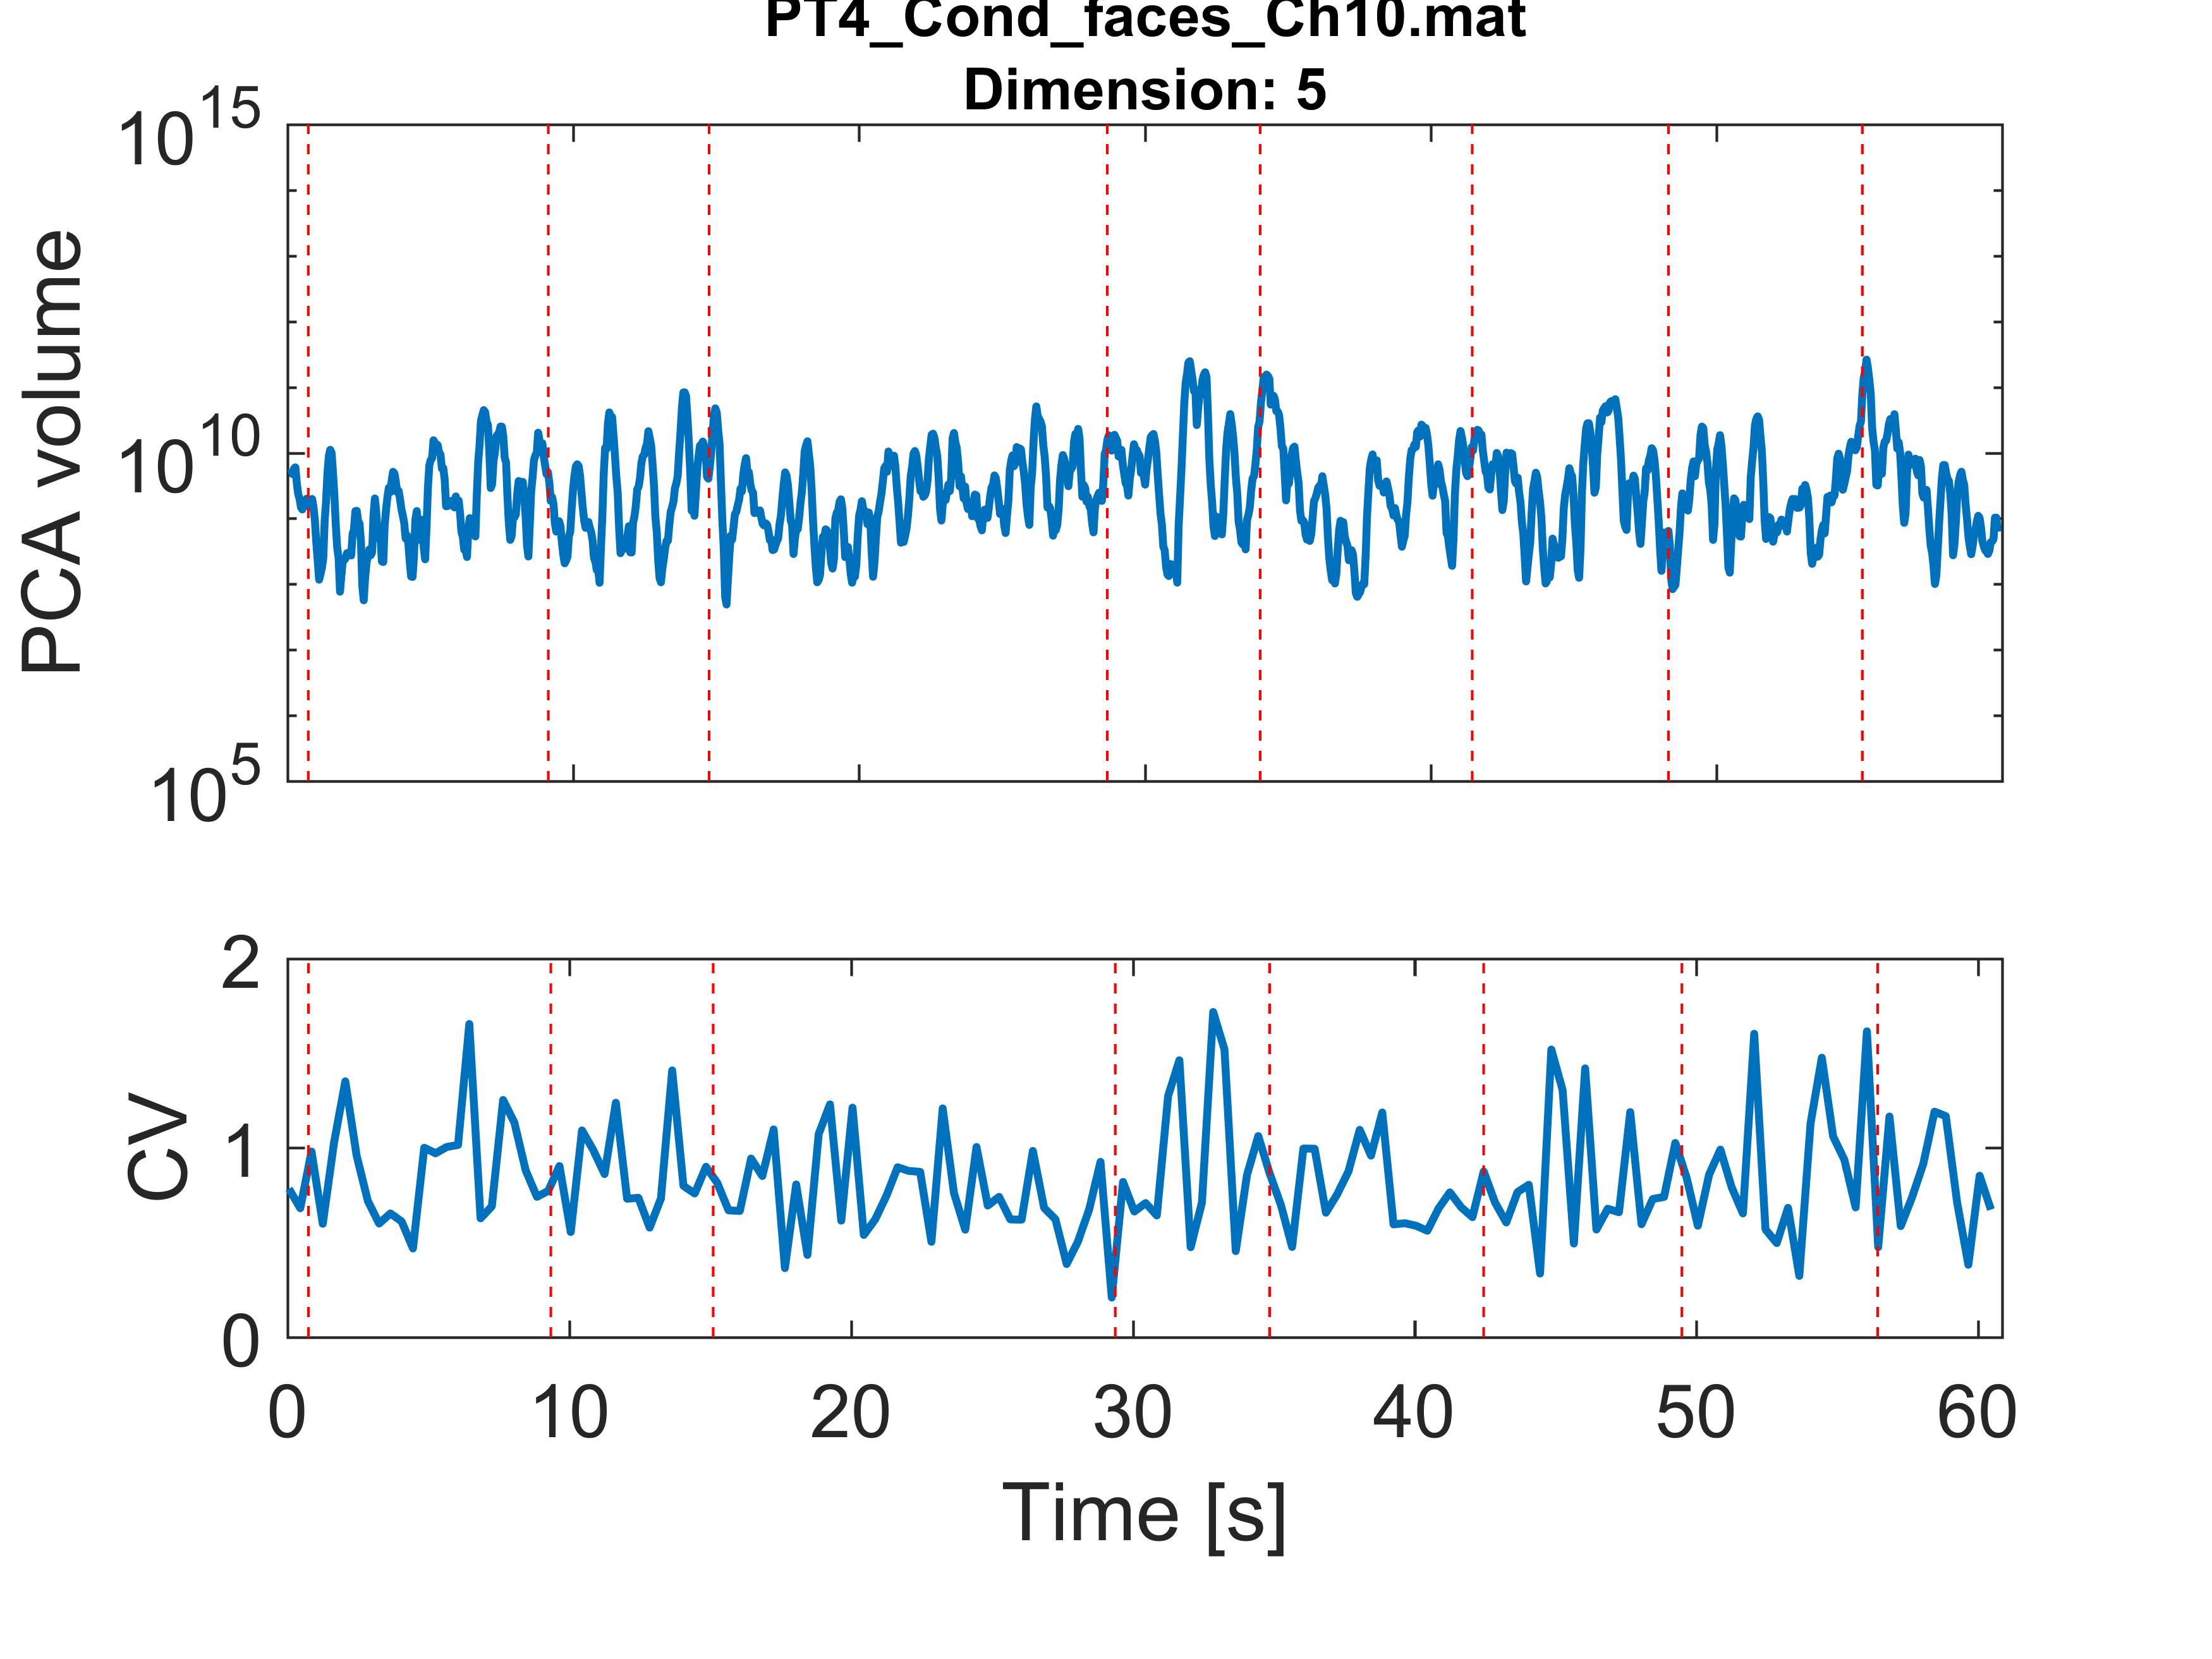 PT4_Cond_faces_Ch10.mat
Dimension: 5
10^15
10^10
10^5
PCA volume
2
1
0
CV
0 10 20 30 40 50 60
Time [s]